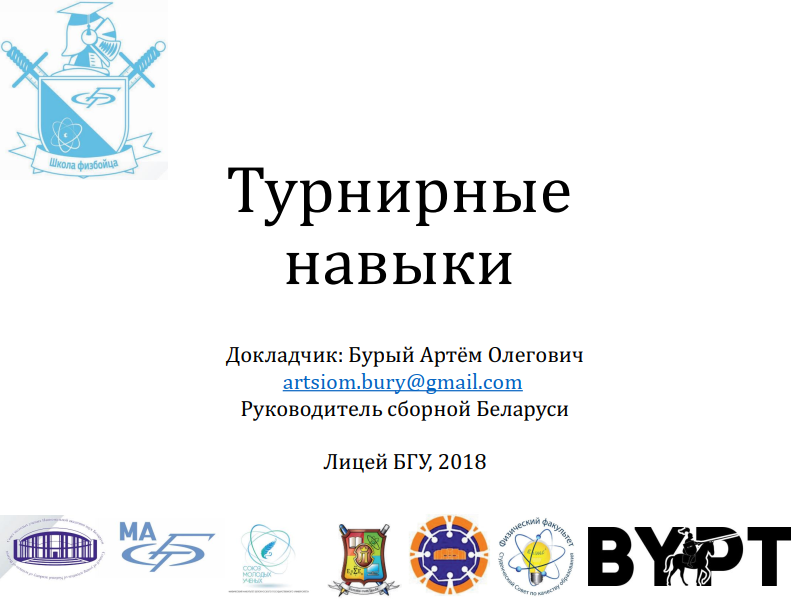 Школа физбойца
Турнирные
навыки
Докладчик: Бурый Артём Олегович
artsiom.bury@gmail.com
Руководитель сборной Беларуси
Лицей БГУ, 2018
МА
СОЮЗ
МОЛОДЫХ
УЧЁНЫХ
Физический факультет
Студенческий Совет по качеству образования
BYPT